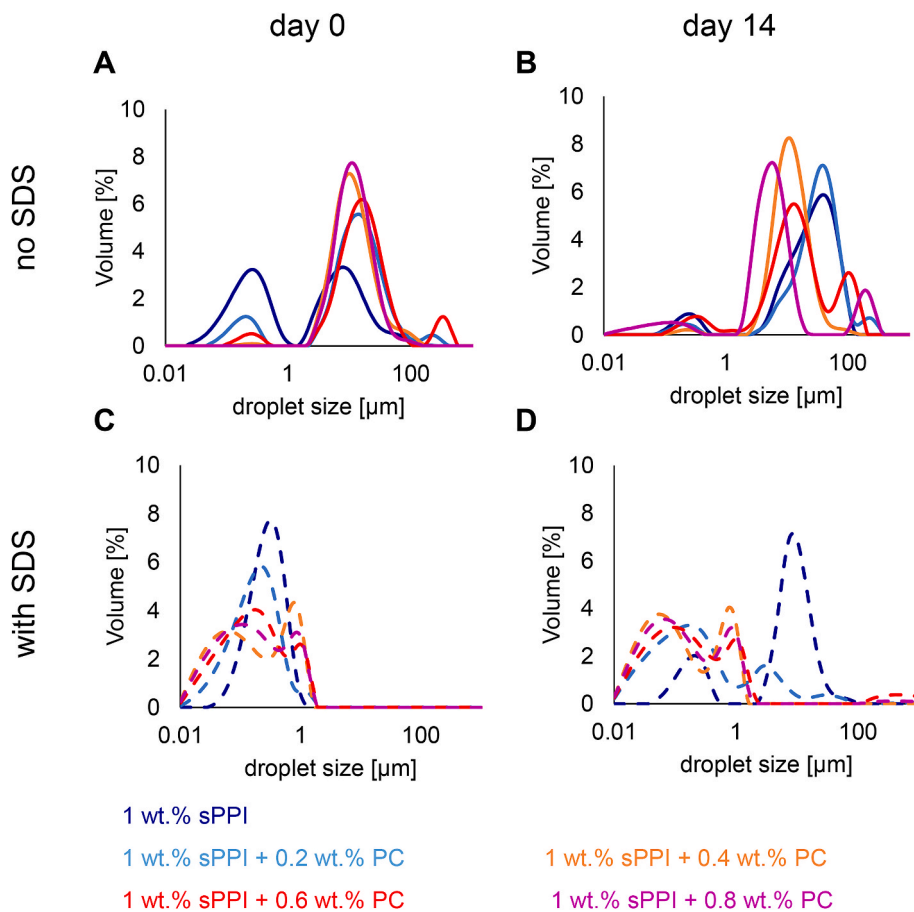 day 0
day 14
no SDS
with SDS
A
Volume [%]
10
8
6
4
2
0
0.01
1
100
droplet size [µm]
B
Volume [%]
10
8
6
4
2
0
0.01
1
100
droplet size [µm]
C
Volume [%]
10
8
6
4
2
0
0.01
1
100
droplet size [µm]
D
Volume [%]
10
8
6
4
2
0
0.01
1
100
droplet size [µm]
1 wt.% sPPI
1 wt.% sPPI + 0.2 wt.% PC
1 wt.% sPPI + 0.4 wt.% PC
1 wt.% sPPI + 0.6 wt.% PC
1 wt.% sPPI + 0.8 wt.% PC